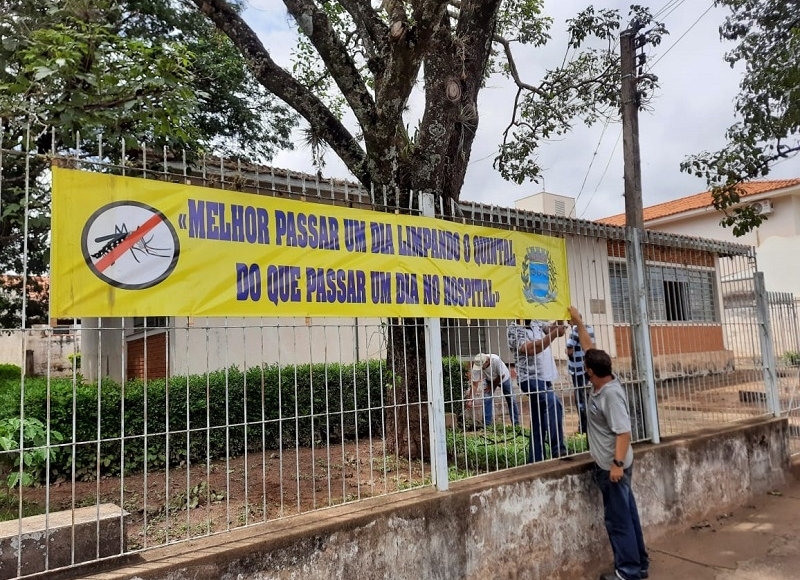 «MELHOR PASSAR UM DIA LIMPANDO O QUINTAL
DO QUE PASSAR UM DIA NO HOSPITAL»